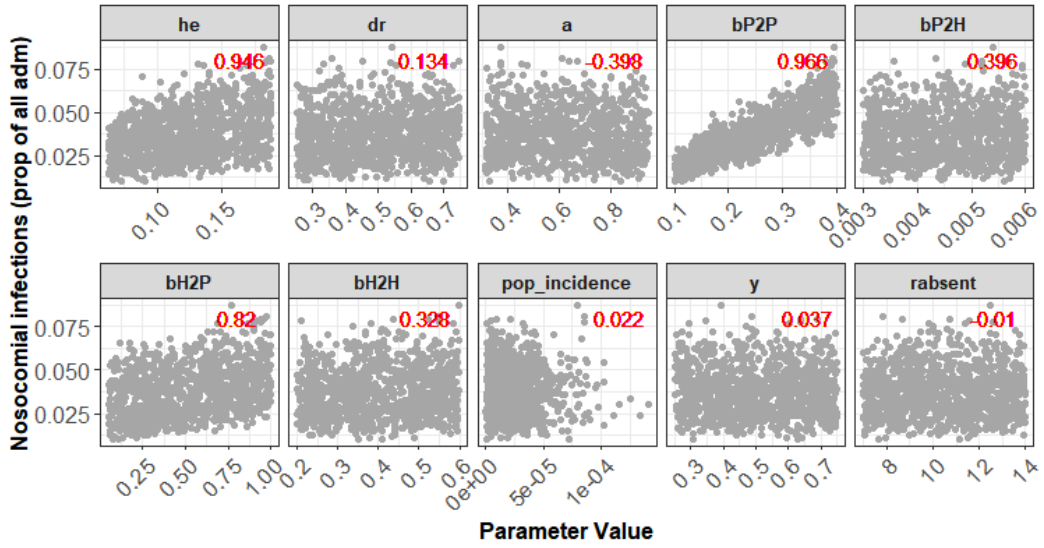 he dr a bP2P bP2H
0.946 0.134 -0.398 0.966 0.396
0.075
0.050
0.025
0.10 0.15 0.3 0.4 0.5 0.6 0.7 0.4 0.6 0.8 0.1 0.2 0.3 0.4 0.003 0.004 0.005 0.006
Nosocomial infections (prop of all adm)
bH2P bH2H pop_incidence y rabsent
0.82 0.328 0.022 0.037 -0.01
0.075
0.050
0.025
0.25 0.50 0.75 1.00 0.2 0.3 0.4 0.5 0.6 0e+00 5e-05 1e-04 0.3 0.4 0.5 0.6 0.7 8 10 12 14
Parameter Value